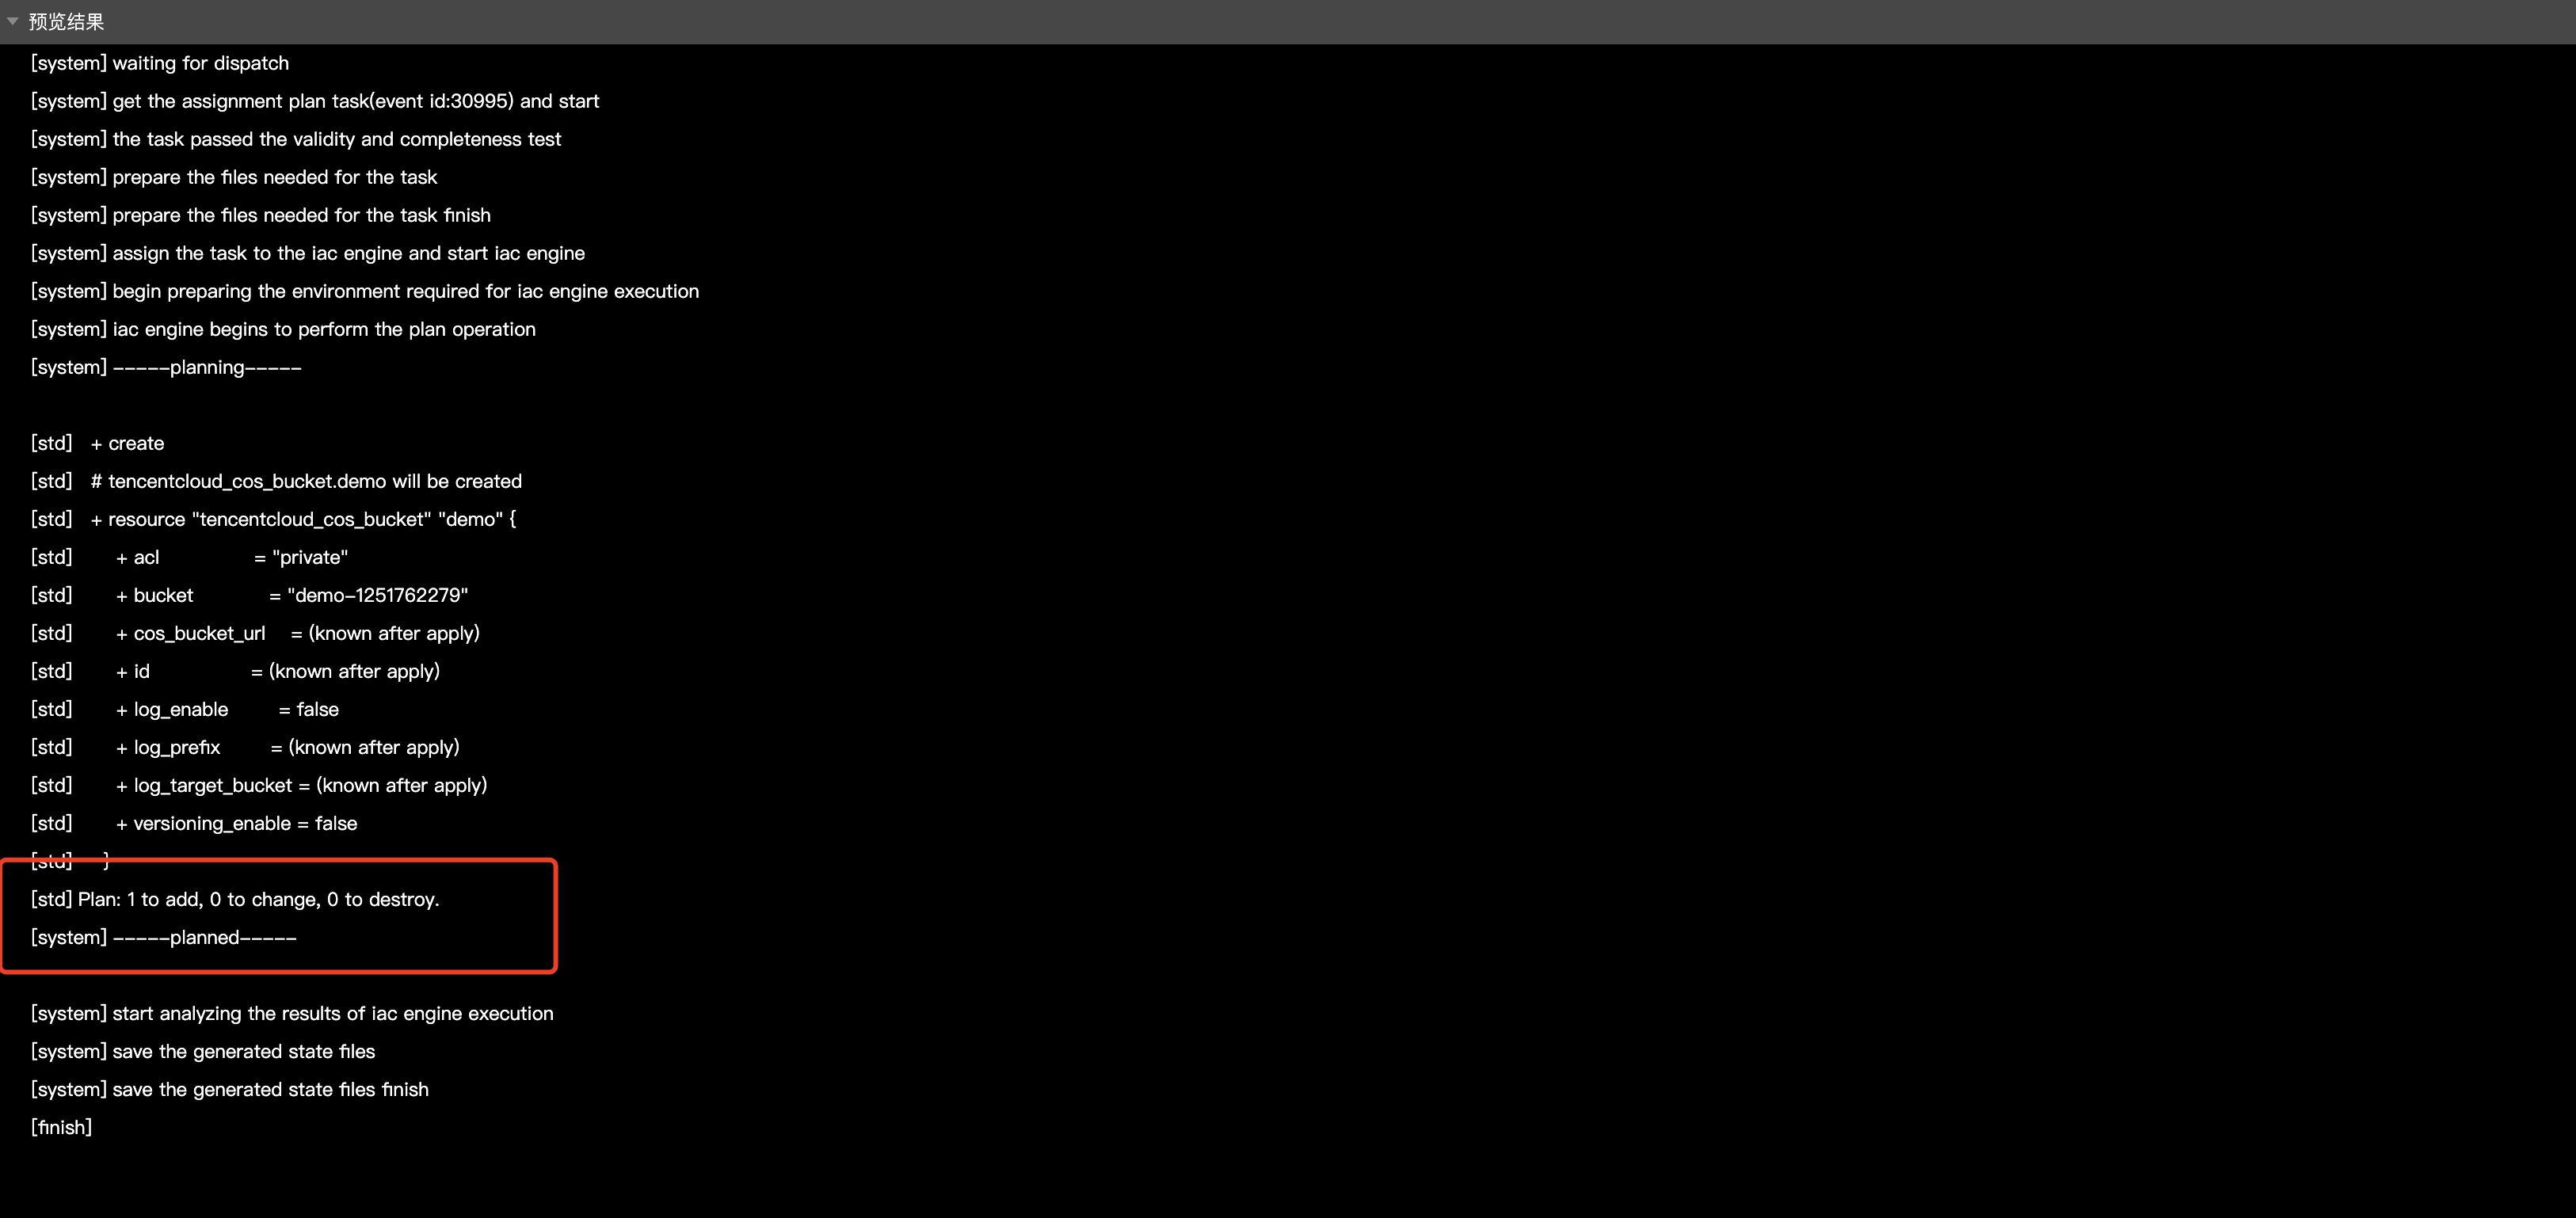 预览结果
[system] waiting for dispatch
[system] get the assignment plan task(event id:30995) and start
[system] the task passed the validity and completeness test
[system] prepare the files needed for the task
[system] prepare the files needed for the task finish
[system] assign the task to the iac engine and start iac engine
[system] begin preparing the environment required for iac engine execution
[system] iac engine begins to perform the plan operation
[system] -----planning-----
[std] + create
[std] # tencentcloud_cos_bucket.demo will be created
[std] + resource "tencentcloud_cos_bucket" "demo" {
[std] + acl = "private"
[std] + bucket = "demo-1251762279"
[std] + cos_bucket_url = (known after apply)
[std] + id = (known after apply)
[std] + log_enable = false
[std] + log_prefix = (known after apply)
[std] + log_target_bucket = (known after apply)
[std] + versioning_enable = false
[std] }
[std] Plan: 1 to add, 0 to change, 0 to destroy.
[system] -----planned-----
[system] start analyzing the results of iac engine execution
[system] save the generated state files
[system] save the generated state files finish
[finish]